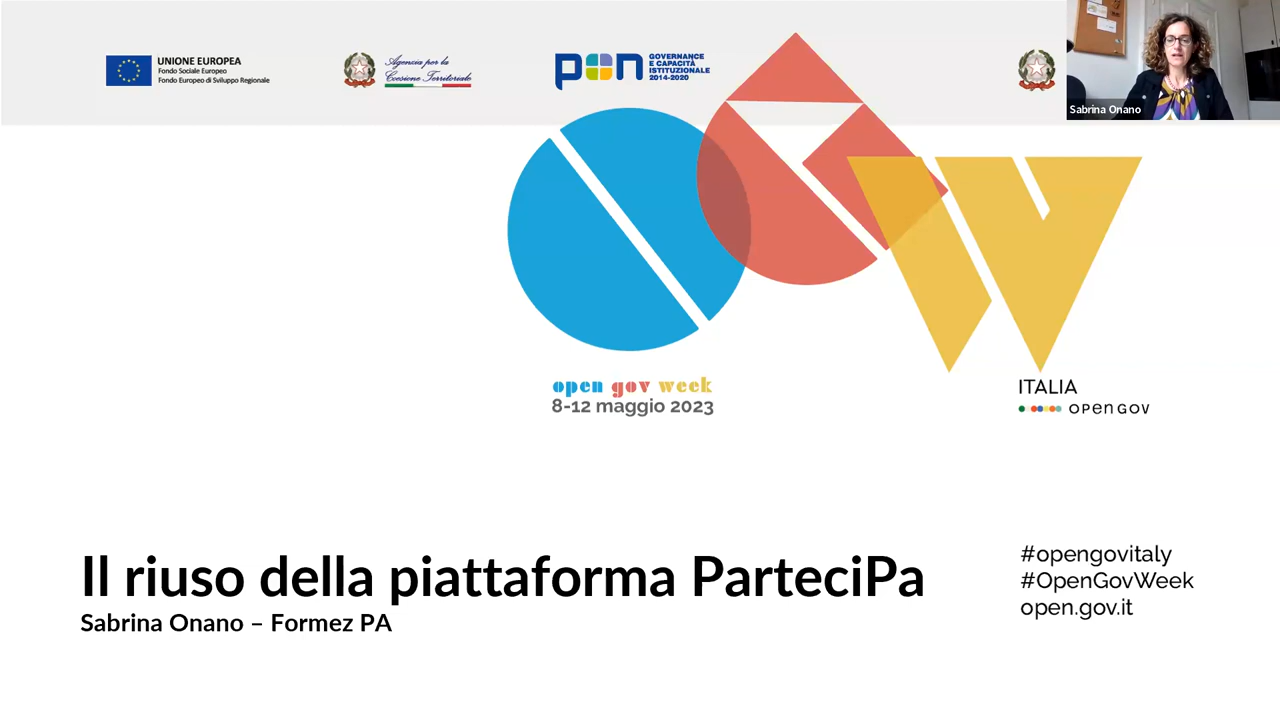 UNIONE EUROPEA
Fondo Sociale Europeo
Fondo Europeo di Sviluppo Regionale
Agenzia per la
Coesione Territoriale
pon
GOVERNANCE
E CAPACITÀ
ISTITUZIONALE
2014-2020
Sabrina Onano
open gov week
8-12 maggio 2023
ITALIA
OPEN GOV
Il riuso della piattaforma ParteciPa
Sabrina Onano – Formez PA
#opengovitaly
#OpenGovWeek
open.gov.it